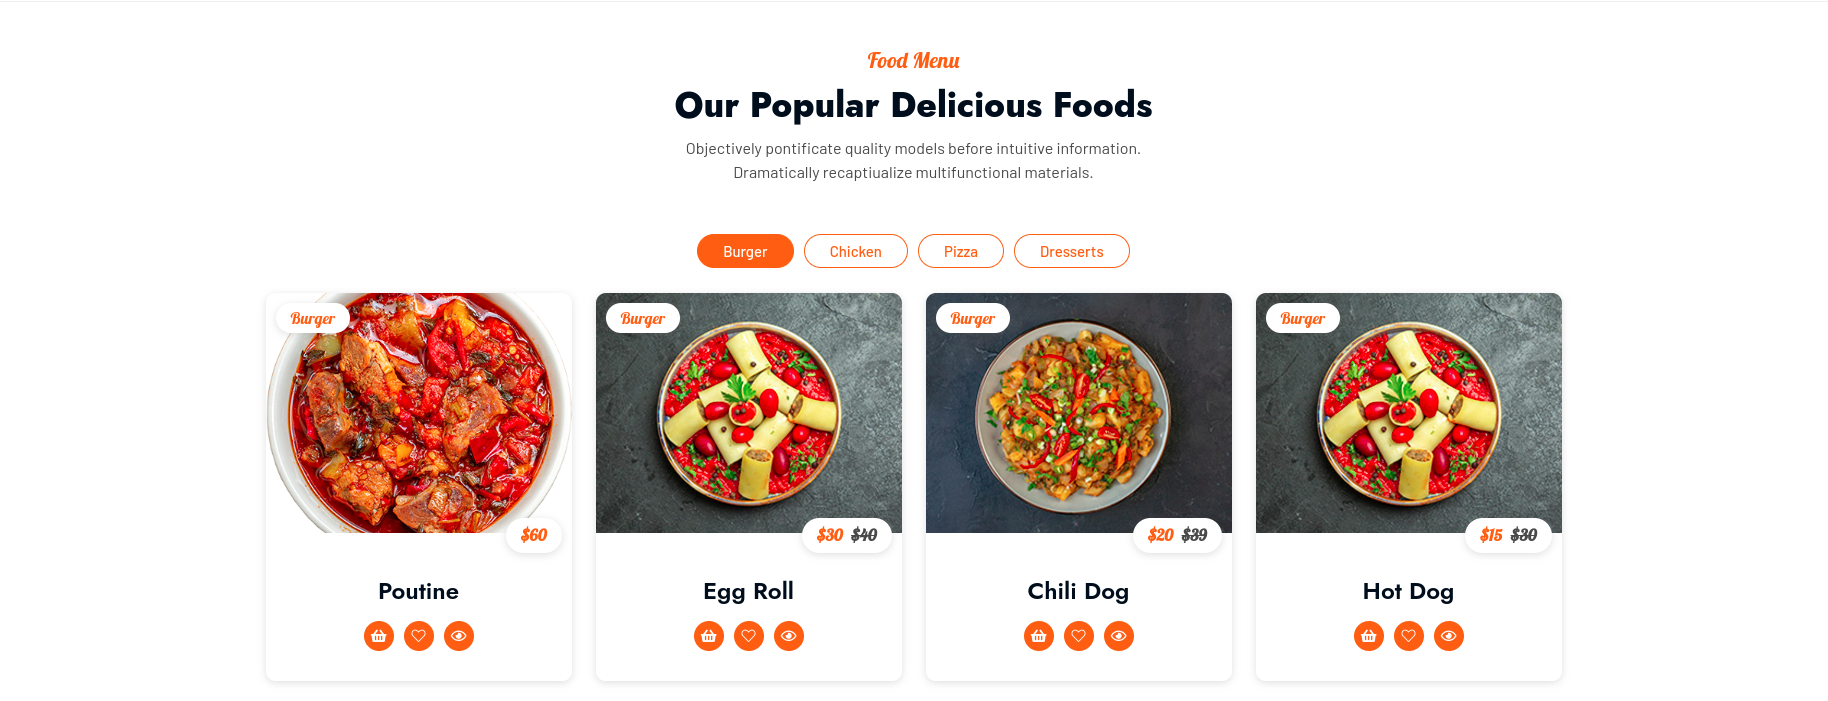 Food Menu
Our Popular Delicious Foods
Objectively pontificate quality models before intuitive information.
Dramatically recaptiualize multifunctional materials.
Burger
Chicken
Pizza
Dresserts
Burger
$60
Poutine
Burger
$30 $40
Egg Roll
Burger
$20 $39
Chili Dog
Burger
$15 $30
Hot Dog